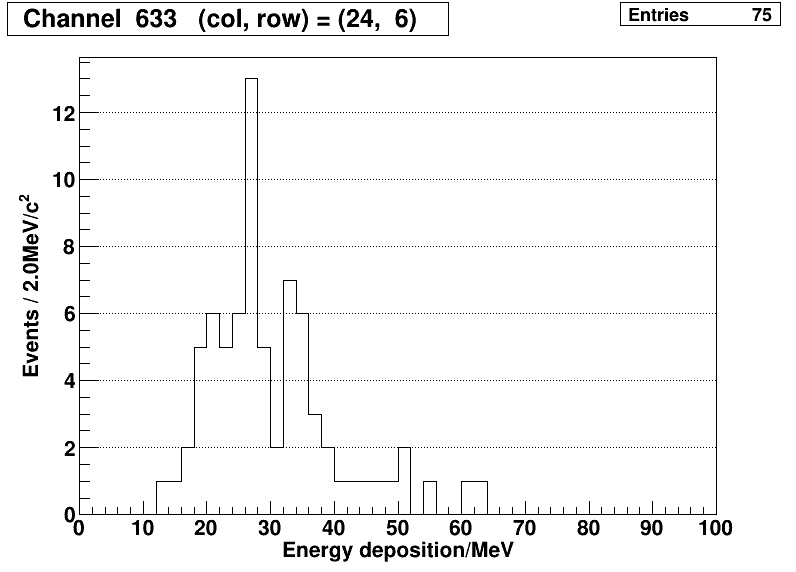 Channel 633 (col, row) = (24, 6)
Entries 75
Events / 2.0MeV/c²
12
10
8
6
4
2
0
0 10 20 30 40 50 60 70 80 90 100
Energy deposition/MeV